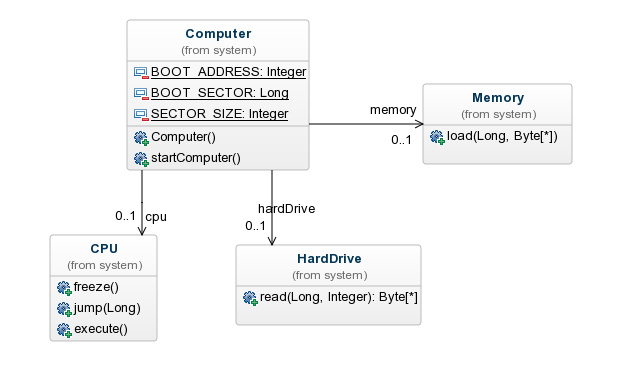 Computer
(from system)
BOOT_ADDRESS: Integer
BOOT_SECTOR: Long
SECTOR_SIZE: Integer
Computer()
startComputer()
memory
0..1
Memory
(from system)
load(Long, Byte[*])
0..1
cpu
hardDrive
0..1
CPU
(from system)
freeze()
jump(Long)
execute()
HardDrive
(from system)
read(Long, Integer): Byte[*]